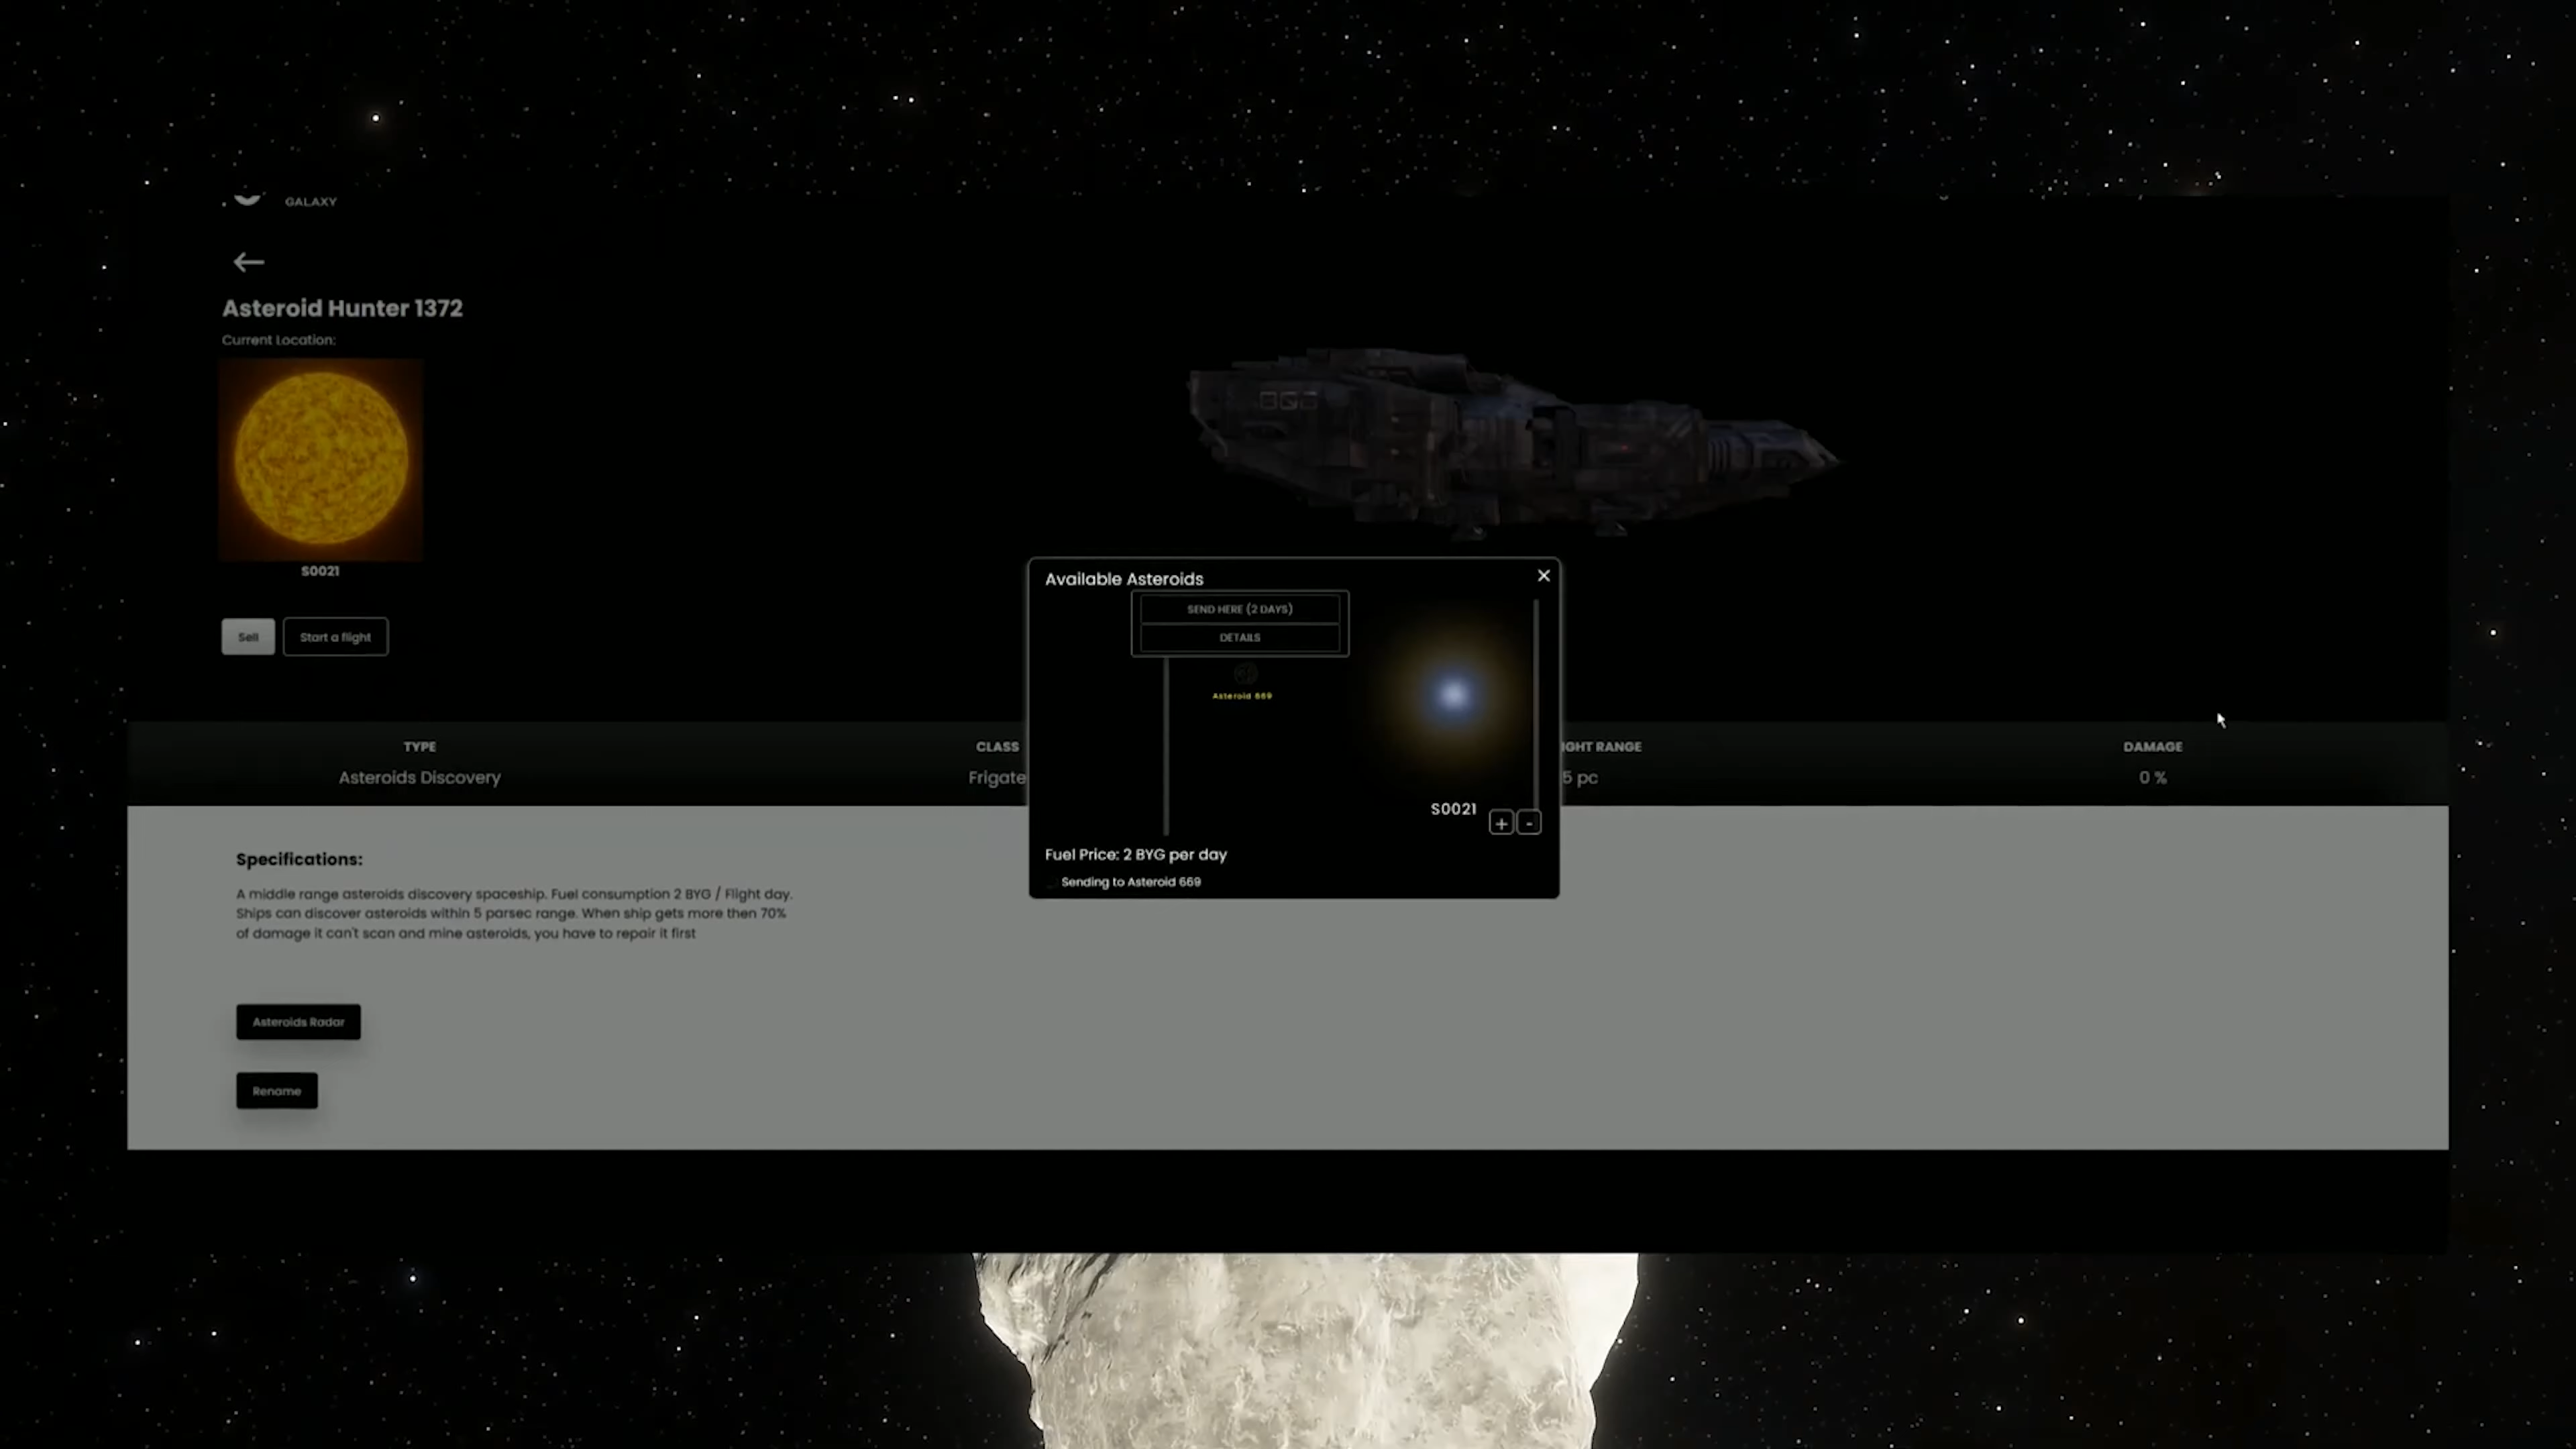 GALAXY
Asteroid Hunter 1372
Current Location:
S0021
Sell
Start a flight
Available Asteroids
SEND HERE (2 DAYS)
DETAILS
Asteroid 669
S0021
+
-
Fuel Price: 2 BYG per day
Sending to Asteroid 669
TYPE
Asteroids Discovery
CLASS
Frigate
IGHT RANGE
5 pc
DAMAGE
0 %
Specifications:
A middle range asteroids discovery spaceship. Fuel consumption 2 BYG / Flight day.
Ships can discover asteroids within 5 parsec range. When ship gets more then 70%
of damage it can't scan and mine asteroids, you have to repair it first
Asteroids Radar
Rename